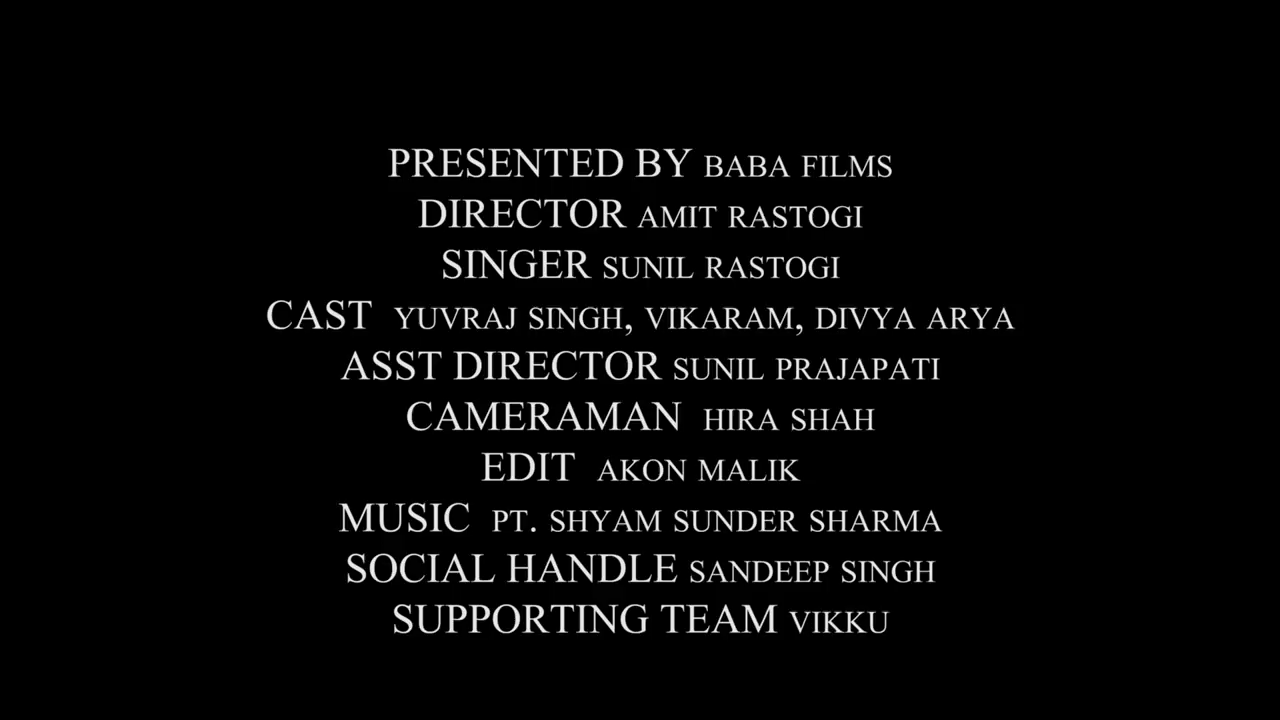 PRESENTED BY BABA FILMS
DIRECTOR AMIT RASTOGI
SINGER SUNIL RASTOGI
CAST YUVRAJ SINGH, VIKARAM, DIVYA ARYA
ASST DIRECTOR SUNIL PRAJAPATI
CAMERAMAN HIRA SHAH
EDIT AKON MALIK
MUSIC PT. SHYAM SUNDER SHARMA
SOCIAL HANDLE SANDEEP SINGH
SUPPORTING TEAM VIKKU